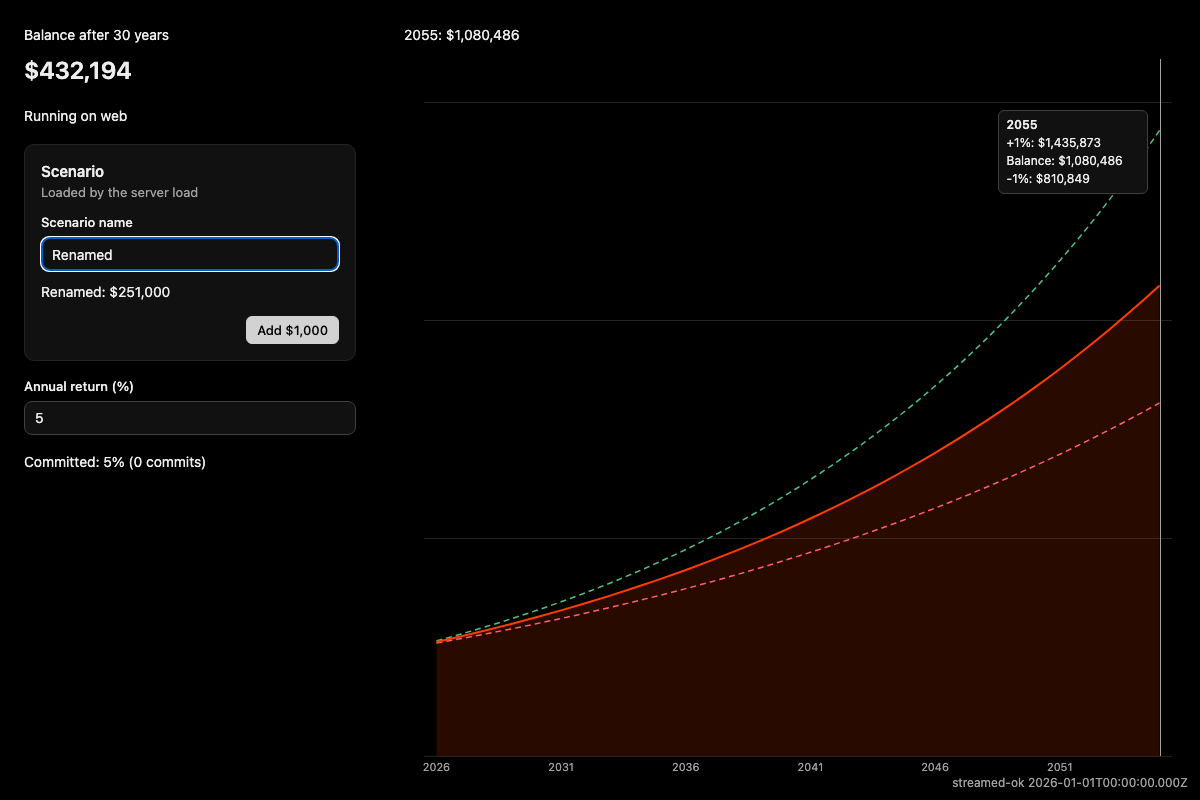 Balance after 30 years
$432,194
Running on web
Scenario
Loaded by the server load
Scenario name
Renamed
Renamed: $251,000
Add $1,000
Annual return (%)
5
Committed: 5% (0 commits)
2055: $1,080,486
2055
+1%: $1,435,873
Balance: $1,080,486
-1%: $810,849
2026 2031 2036 2041 2046 2051
streamed-ok 2026-01-01T00:00:00.000Z